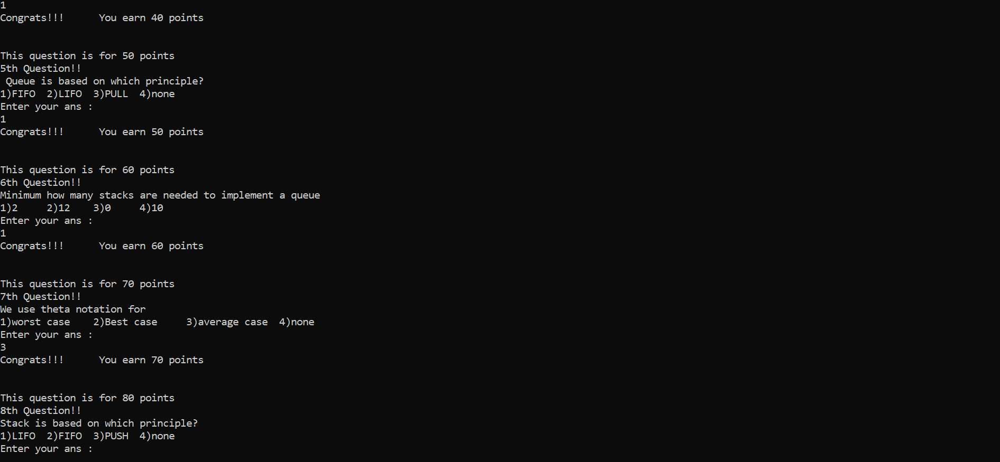 1
Congrats!!!      You earn 40 points
This question is for 50 points
5th Question!!
 Queue is based on which principle?
1)FIFO  2)LIFO  3)PULL  4)none
Enter your ans :
1
Congrats!!!      You earn 50 points
This question is for 60 points
6th Question!!
Minimum how many stacks are needed to implement a queue
1)2     2)12    3)0     4)10
Enter your ans :
1
Congrats!!!      You earn 60 points
This question is for 70 points
7th Question!!
We use theta notation for
1)worst case    2)Best case     3)average case  4)none
Enter your ans :
3
Congrats!!!      You earn 70 points
This question is for 80 points
8th Question!!
Stack is based on which principle?
1)LIFO  2)FIFO  3)PUSH  4)none
Enter your ans :